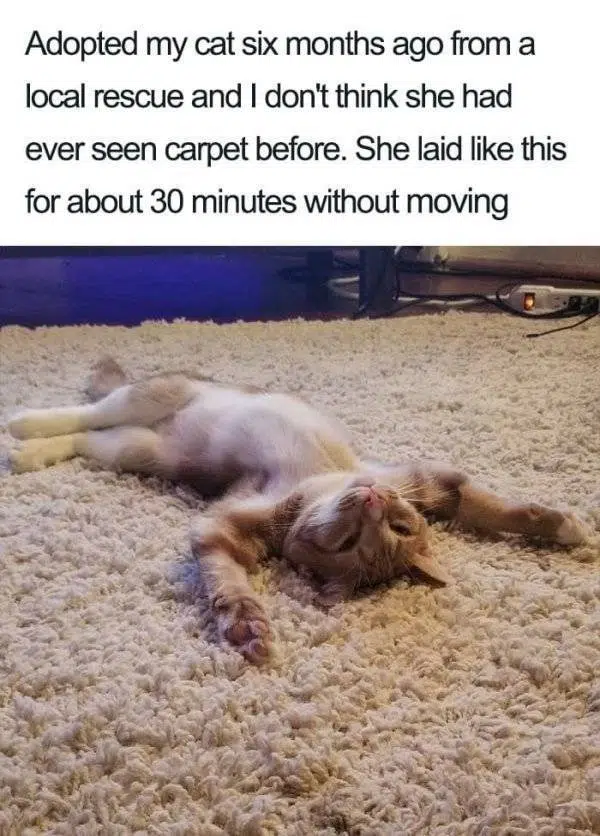 Adopted my cat six months ago from a
local rescue and I don't think she had
ever seen carpet before. She laid like this
for about 30 minutes without moving